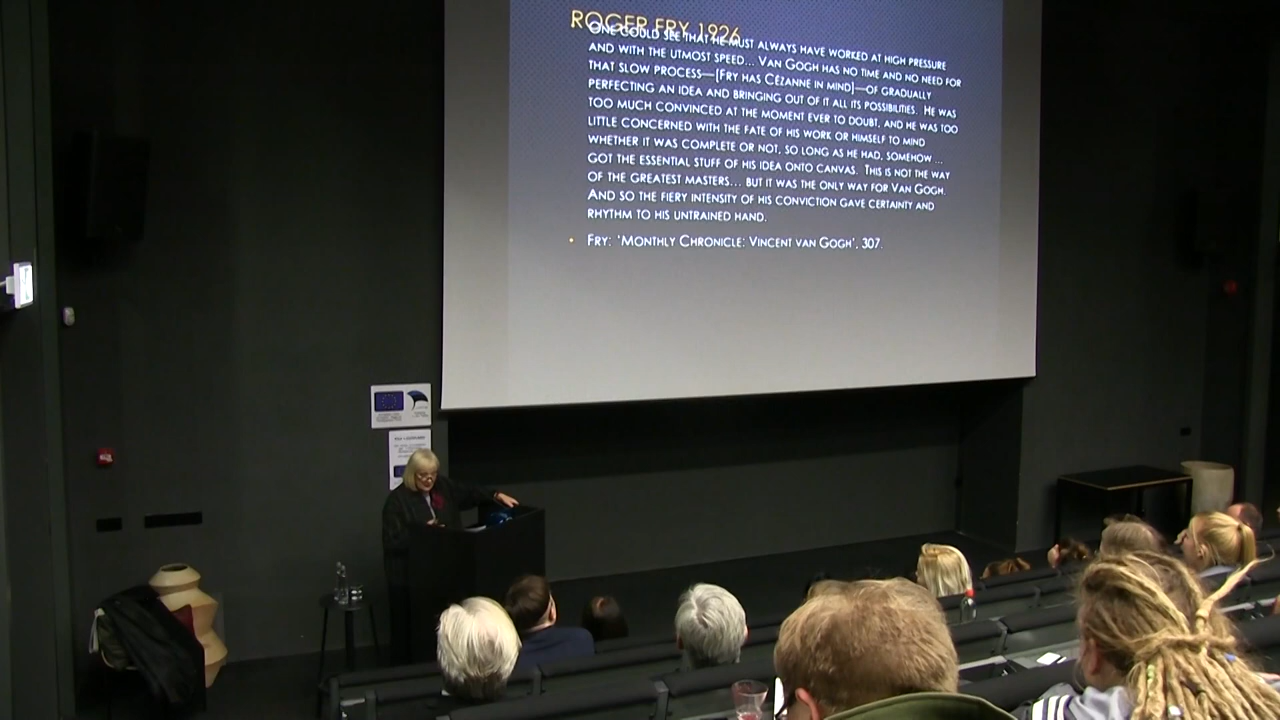 ROGER FRY 1926
ONE COULD SEE THAT HE MUST ALWAYS HAVE WORKED AT HIGH PRESSURE
AND WITH THE UTMOST SPEED... VAN GOGH HAS NO TIME AND NO NEED FOR
THAT SLOW PROCESS—[FRY HAS CÉZANNE IN MIND]—OF GRADUALLY
PERFECTING AN IDEA AND BRINGING OUT OF IT ALL ITS POSSIBILITIES. HE WAS
TOO MUCH CONVINCED AT THE MOMENT EVER TO DOUBT, AND HE WAS TOO
LITTLE CONCERNED WITH THE FATE OF HIS WORK OR HIMSELF TO MIND
WHETHER IT WAS COMPLETE OR NOT, SO LONG AS HE HAD, SOMEHOW ...
GOT THE ESSENTIAL STUFF OF HIS IDEA ONTO CANVAS. THIS IS NOT THE WAY
OF THE GREATEST MASTERS... BUT IT WAS THE ONLY WAY FOR VAN GOGH.
AND SO THE FIERY INTENSITY OF HIS CONVICTION GAVE CERTAINTY AND
RHYTHM TO HIS UNTRAINED HAND.
• FRY: 'MONTHLY CHRONICLE: VINCENT VAN GOGH', 307.